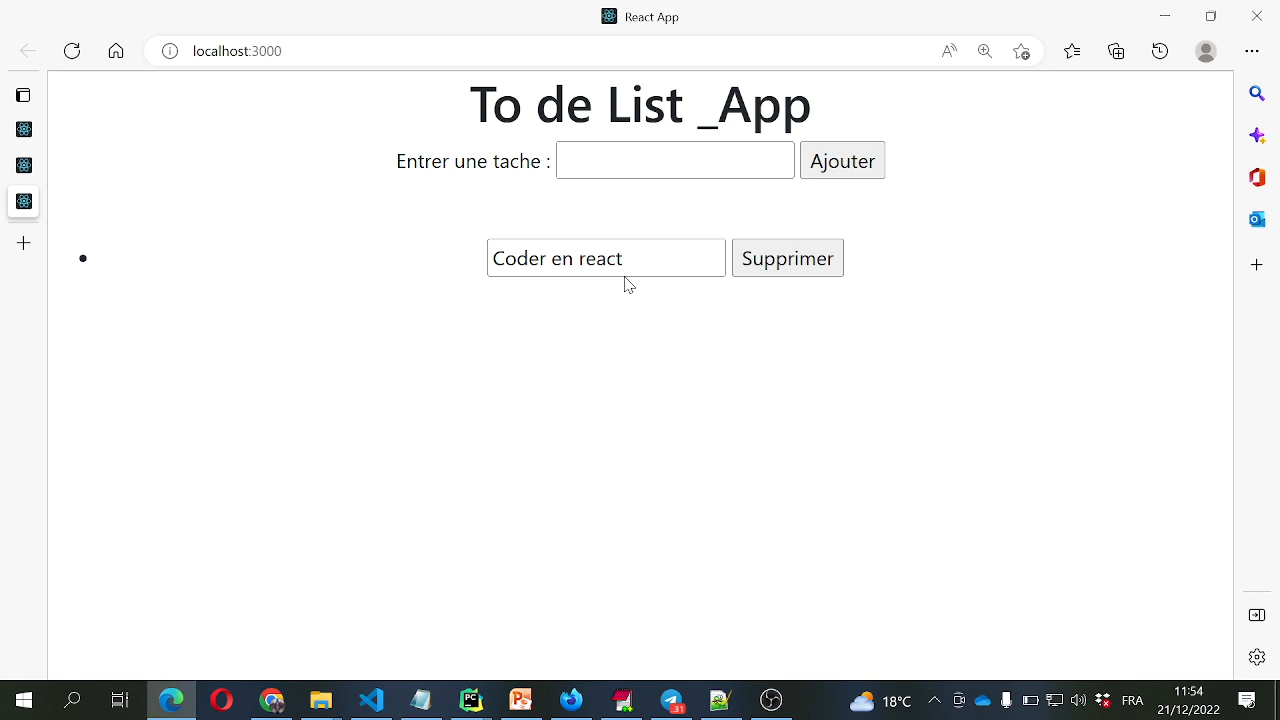 React App
localhost:3000
To de List _App
Entrer une tache :
Ajouter
Coder en react
Supprimer
31
18°C
FRA
11:54
21/12/2022